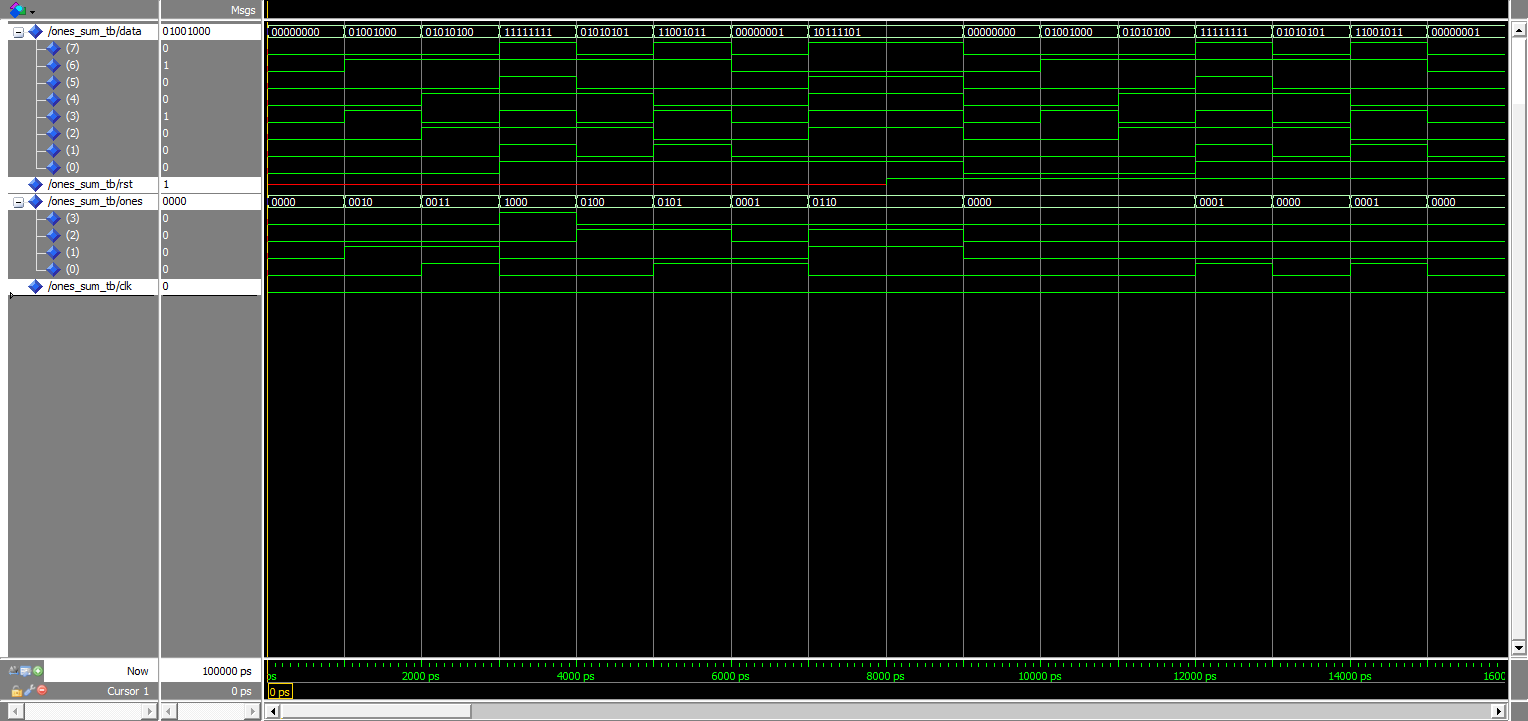 Msgs
/ones_sum_tb/data 01001000 00000000 01001000 01010100 11111111 01010101 11001011 00000001 10111101 00000000 01001000 01010100 11111111 01010101 11001011 00000001
(7) 0
(6) 1
(5) 0
(4) 0
(3) 1
(2) 0
(1) 0
(0) 0
/ones_sum_tb/rst 1
/ones_sum_tb/ones 0000 0000 0010 0011 1000 0100 0101 0001 0110 0000 0001 0000 0001 0000
(3) 0
(2) 0
(1) 0
(0) 0
/ones_sum_tb/clk 0
Now 100000 ps ps 2000 ps 4000 ps 6000 ps 8000 ps 10000 ps 12000 ps 14000 ps 1600
Cursor 1 0 ps 0 ps